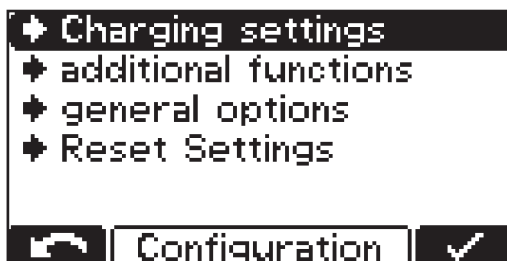 Charging settings
additional functions
general options
Reset Settings
Configuration